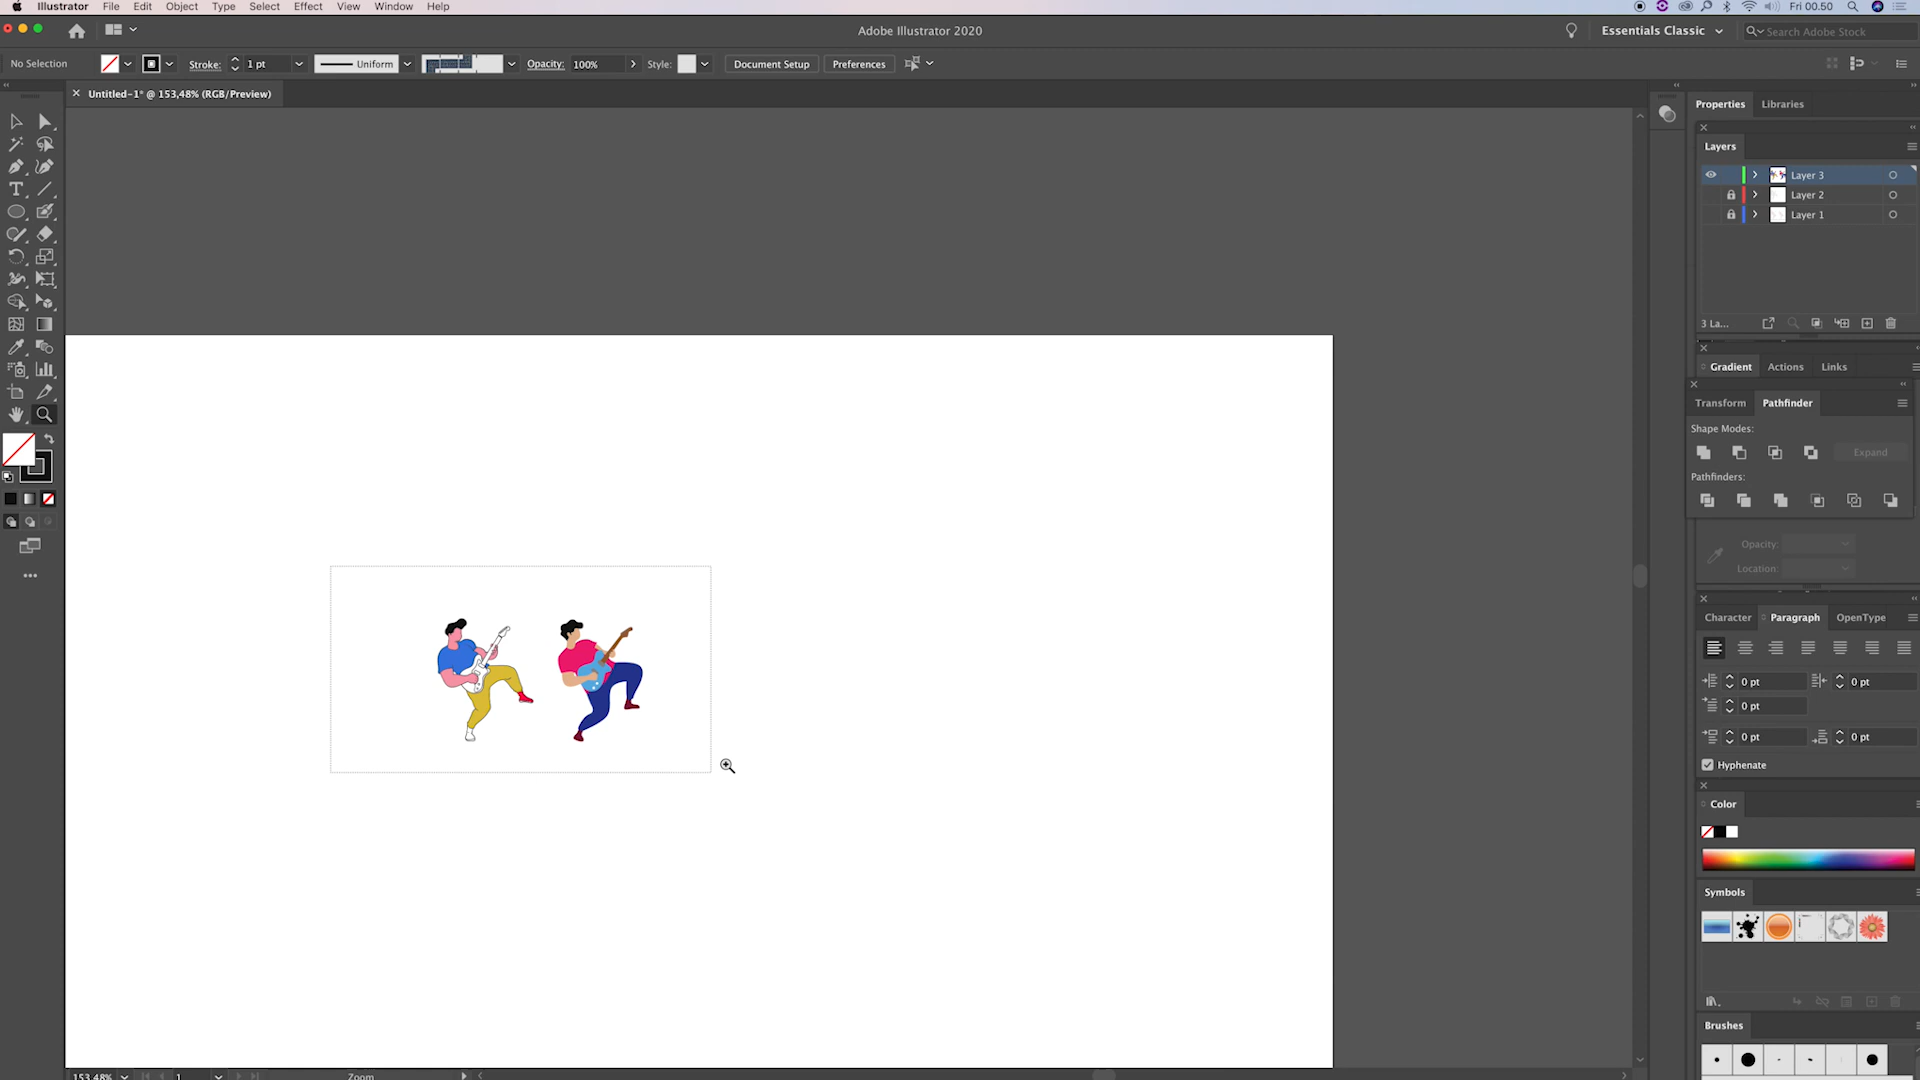 Illustrator File Edit Object Type Select Effect View Window Help Fri 00.50
Adobe Illustrator 2020 Essentials Classic Search Adobe Stock
No Selection Stroke: 1 pt Uniform Opacity: 100% Style: Document Setup Preferences
Untitled-1* @ 153,48% (RGB/Preview)
Properties Libraries
Layers
Layer 3
Layer 2
Layer 1
3 La...
Gradient Actions Links
Transform Pathfinder
Shape Modes:
Expand
Pathfinders:
Opacity:
Location:
Character Paragraph OpenType
0 pt 0 pt
0 pt
0 pt 0 pt
Hyphenate
Color
Symbols
Brushes
153,48% 1 Zoom